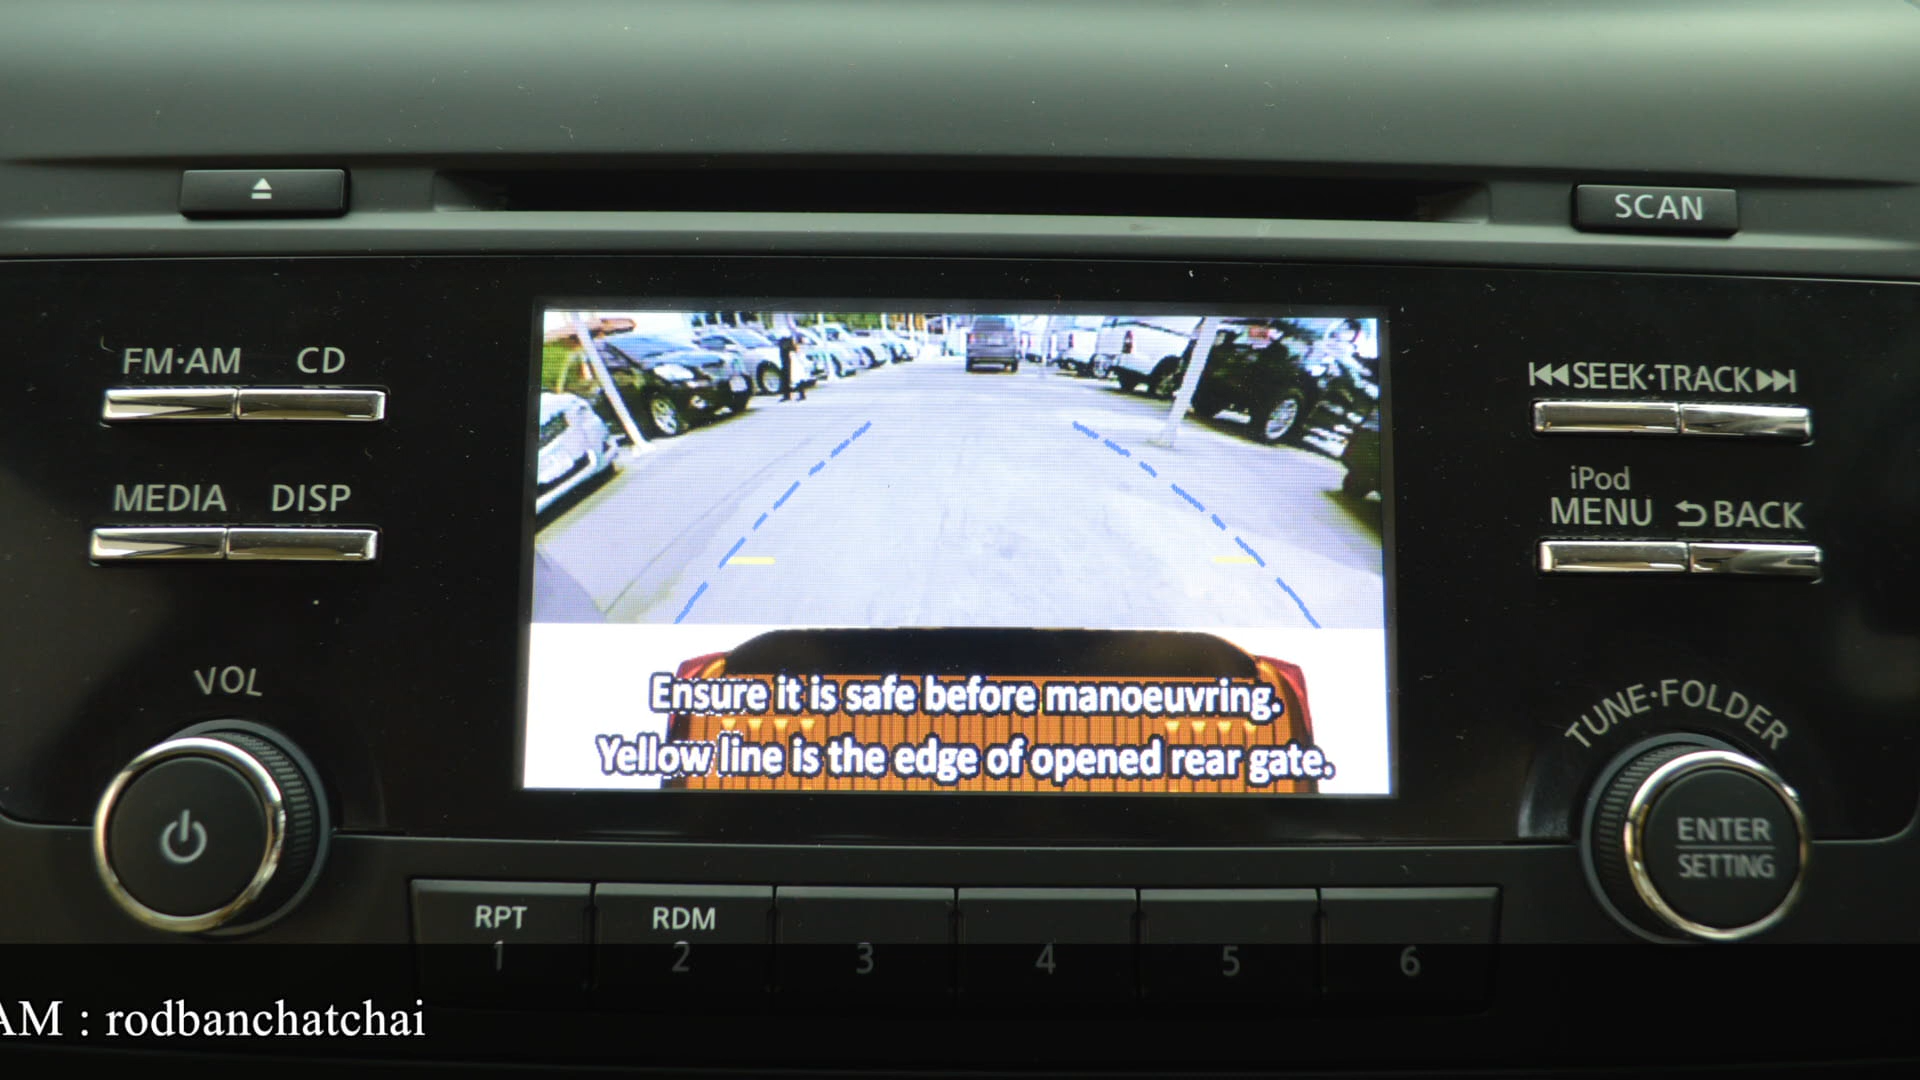 SCAN
FM·AM CD
SEEK·TRACK
MEDIA DISP
iPod
MENU BACK
VOL
TUNE·FOLDER
Ensure it is safe before manoeuvring.
Yellow line is the edge of opened rear gate.
ENTER
SETTING
RPT RDM
1 2 3 4 5 6
AM : rodbanchatchai